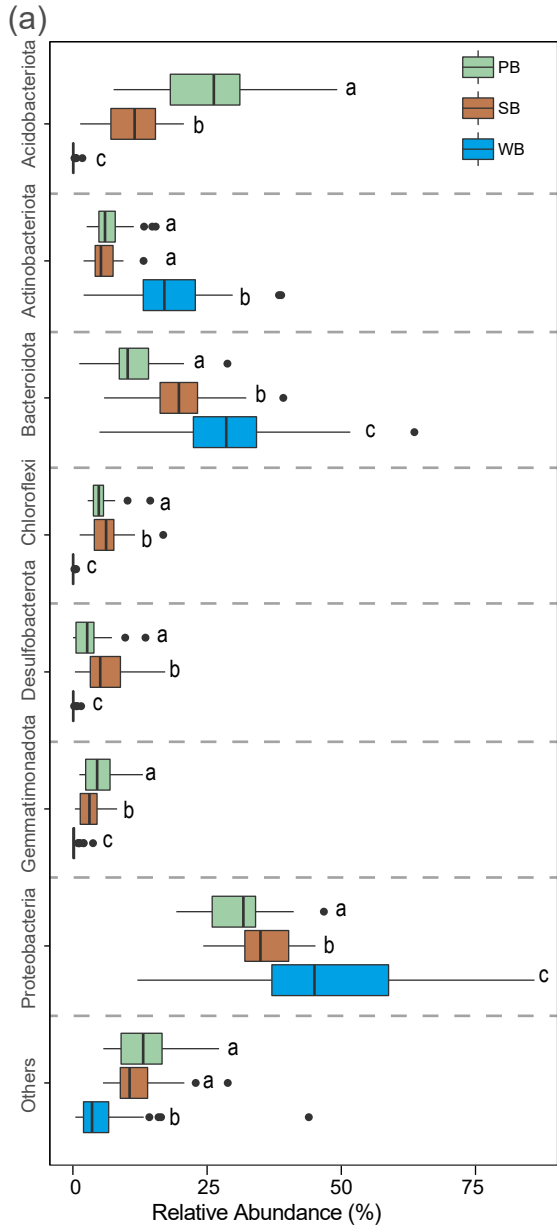 (a)
PB
SB
WB
Acidobacteriota
a
b
c
Actinobacteriota
a
a
b
Bacteroidota
a
b
c
Chloroflexi
a
b
c
Desulfobacterota
a
b
c
Gemmatimonadota
a
b
c
Proteobacteria
a
b
c
Others
a
a
b
0 25 50 75
Relative Abundance (%)